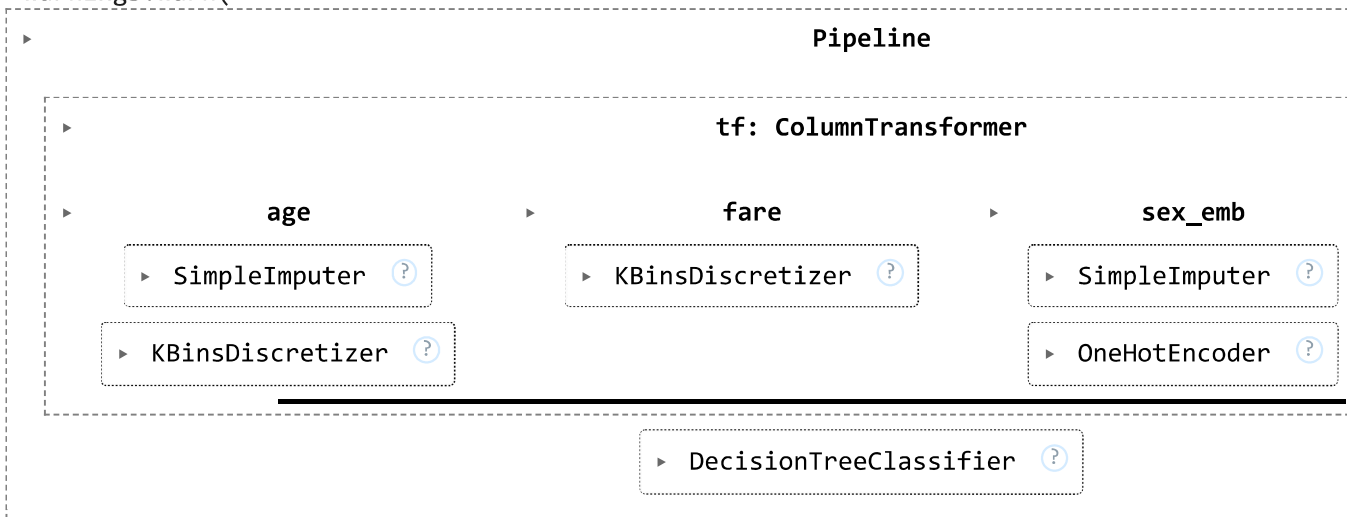 Pipeline
tf: ColumnTransformer
age fare sex_emb
SimpleImputer ? KBinsDiscretizer ? SimpleImputer ?
KBinsDiscretizer ? OneHotEncoder ?
DecisionTreeClassifier ?